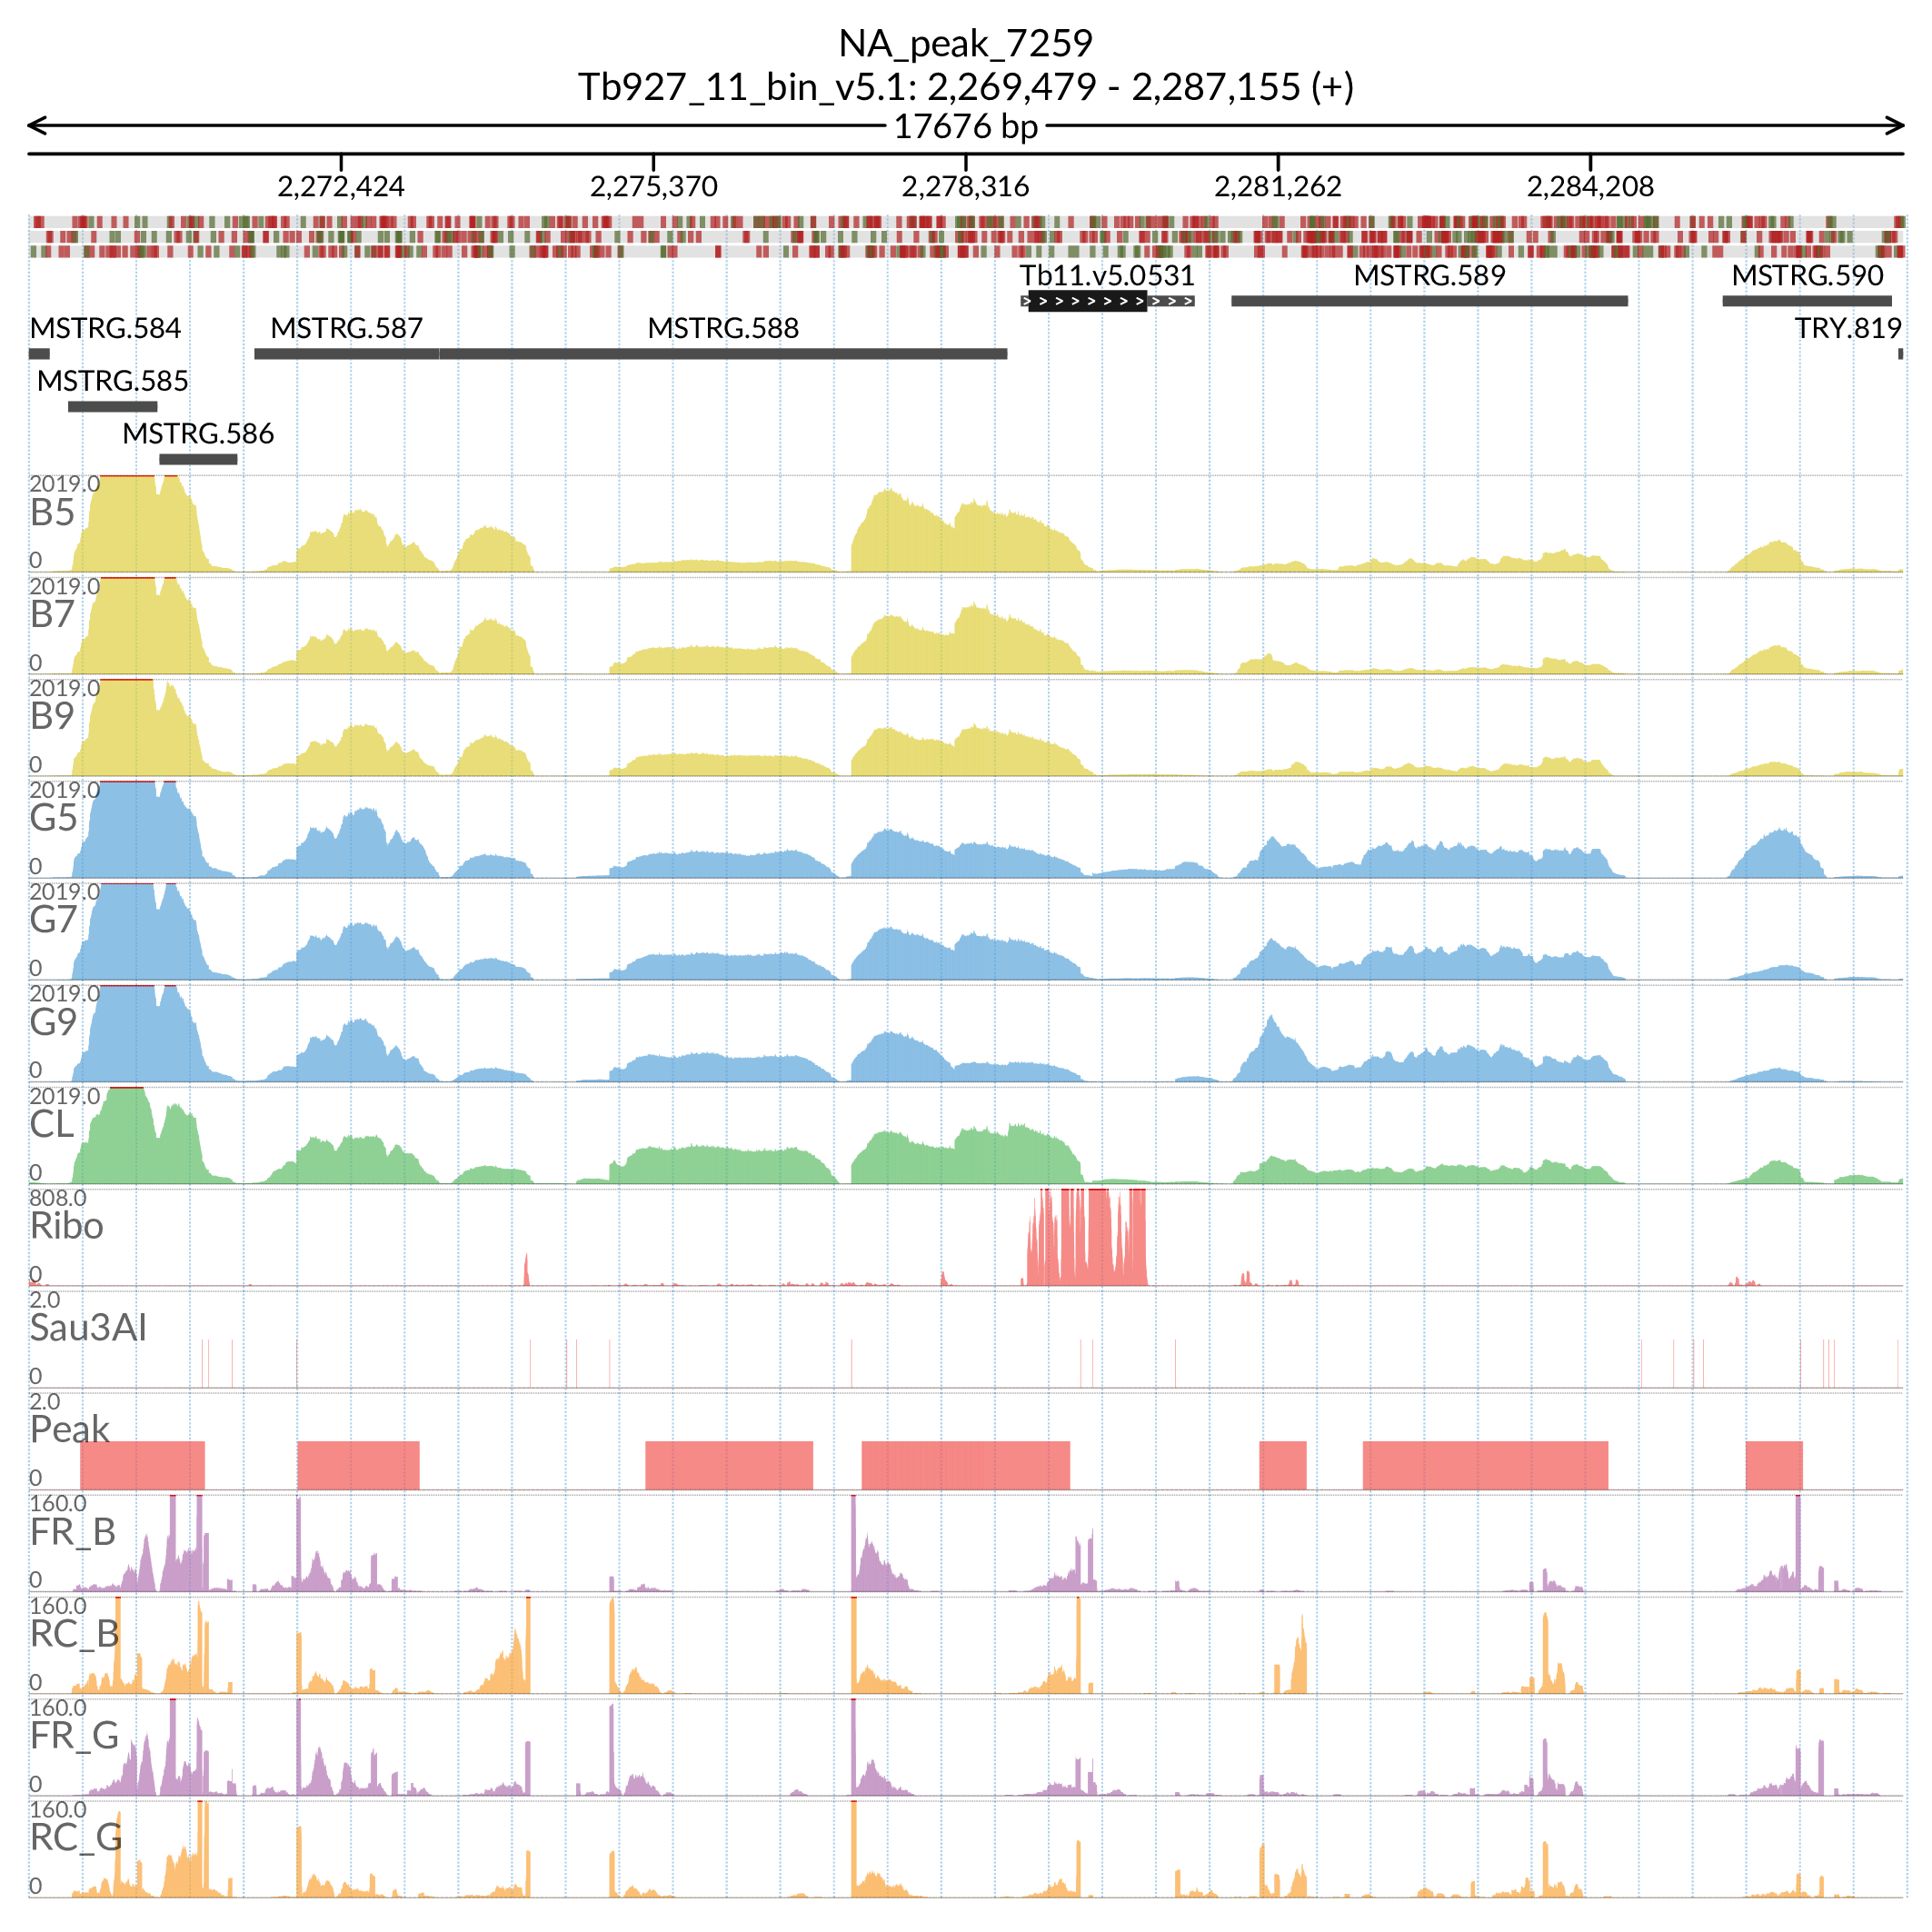 NA_peak_7259
Tb927_11_bin_v5.1: 2,269,479 - 2,287,155 (+)
17676 bp
2,272,424 2,275,370 2,278,316 2,281,262 2,284,208
Tb11.v5.0531 MSTRG.589 MSTRG.590
MSTRG.584 MSTRG.587 MSTRG.588 TRY.819
MSTRG.585
MSTRG.586
2019.0
B5
0
2019.0
B7
0
2019.0
B9
0
2019.0
G5
0
2019.0
G7
0
2019.0
G9
0
2019.0
CL
0
808.0
Ribo
0
2.0
Sau3AI
0
2.0
Peak
0
160.0
FR_B
0
160.0
RC_B
0
160.0
FR_G
0
160.0
RC_G
0